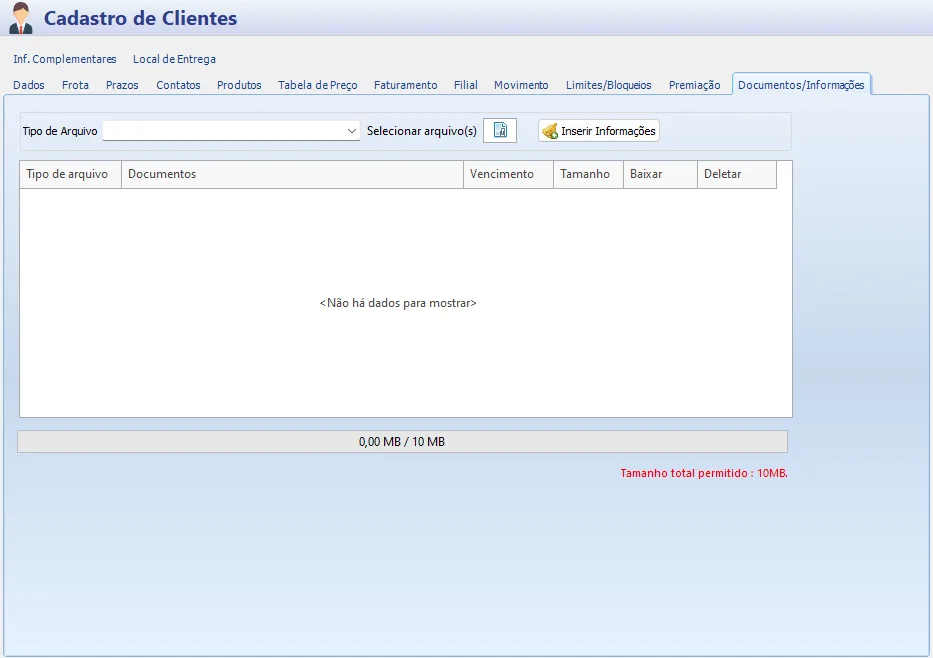 Cadastro de Clientes
Inf. Complementares Local de Entrega
Dados Frota Prazos Contatos Produtos Tabela de Preço Faturamento Filial Movimento Limites/Bloqueios Premiação Documentos/Informações
Tipo de Arquivo Selecionar arquivo(s) Inserir Informações
Tipo de arquivo Documentos Vencimento Tamanho Baixar Deletar
<Não há dados para mostrar>
0,00 MB / 10 MB
Tamanho total permitido : 10MB.